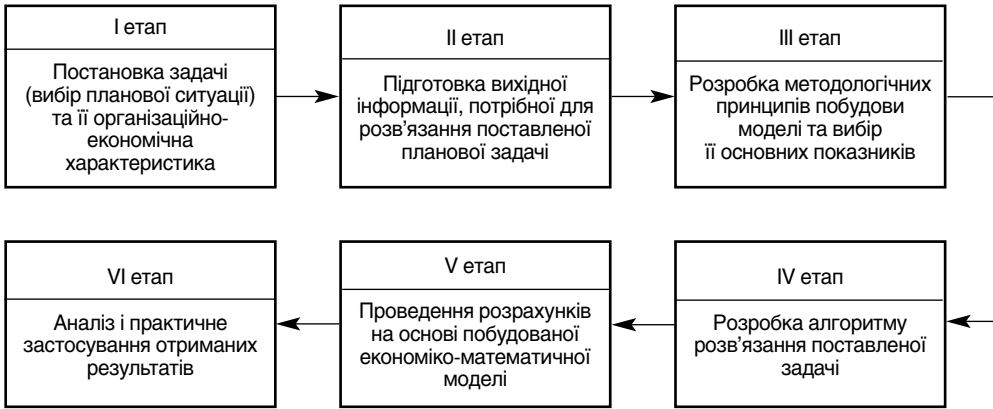 І етап
Постановка задачі
(вибір планової ситуації)
та її організаційно-
економічна
характеристика
ІІ етап
Підготовка вихідної
інформації, потрібної для
розв'язання поставленої
планової задачі
ІІІ етап
Розробка методологічних
принципів побудови
моделі та вибір
її основних показників
IV етап
Розробка алгоритму
розв'язання поставленої
задачі
V етап
Проведення розрахунків
на основі побудованої
економіко-математичної
моделі
VI етап
Аналіз і практичне
застосування отриманих
результатів